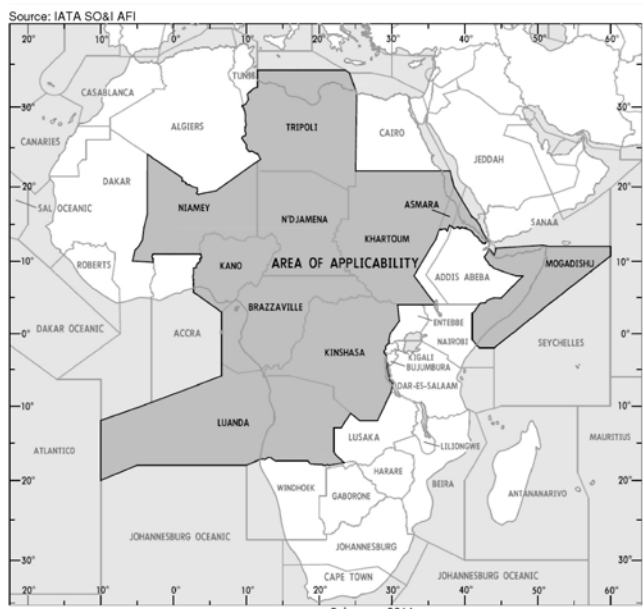 Source: IATA SO&I AFI
20° 10° 0° 10° 20° 30° 40° 50° 60°
TUNIS
CASABLANCA
30° 30°
ALGIERS
TRIPOLI
CAIRO
CANARIES
JEDDAH
DAKAR
20° 20°
NIAMEY
ASMARA
SAL OCEANIC
N'DJAMENA
SANAA
KHARTOUM
ROBERTS
KANO
AREA OF APPLICABILITY
MOGADISHU
10° 10°
ADDIS ABEBA
BRAZZAVILLE
ENTEBBE
DAKAR OCEANIC
ACCRA
NAIROBI
0° 0°
KINSHASA
SEYCHELLES
KIGALI
BUJUMBURA
DAR-ES-SALAAM
10° 10°
LUANDA
LUSAKA
MAURITIUS
ATLANTICO
LILIONGWE
20° 20°
HARARE
WINDHOEK
BEIRA
GABORONE
ANTANANARIVO
JOHANNESBURG OCEANIC
JOHANNESBURG
30° 30°
CAPE TOWN
JOHANNESBURG OCEANIC
20° 10° 0° 10° 20° 30° 40° 50° 60°